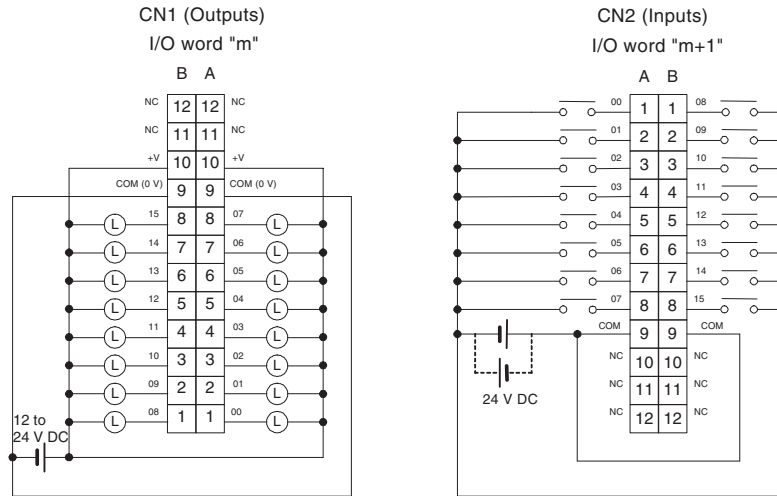 CN1 (Outputs)
I/O word "m"
B A
NC 12 12 NC
NC 11 11 NC
+V 10 10 +V
COM (0 V) 9 9 COM (0 V)
L 15 8 8 07 L
L 14 7 7 06 L
L 13 6 6 05 L
L 12 5 5 04 L
L 11 4 4 03 L
L 10 3 3 02 L
L 09 2 2 01 L
L 08 1 1 00 L
12 to
24 V DC
CN2 (Inputs)
I/O word "m+1"
A B
00 1 1 08
01 2 2 09
02 3 3 10
03 4 4 11
04 5 5 12
05 6 6 13
06 7 7 14
07 8 8 15
COM 9 9 COM
NC 10 10 NC
NC 11 11 NC
NC 12 12 NC
24 V DC